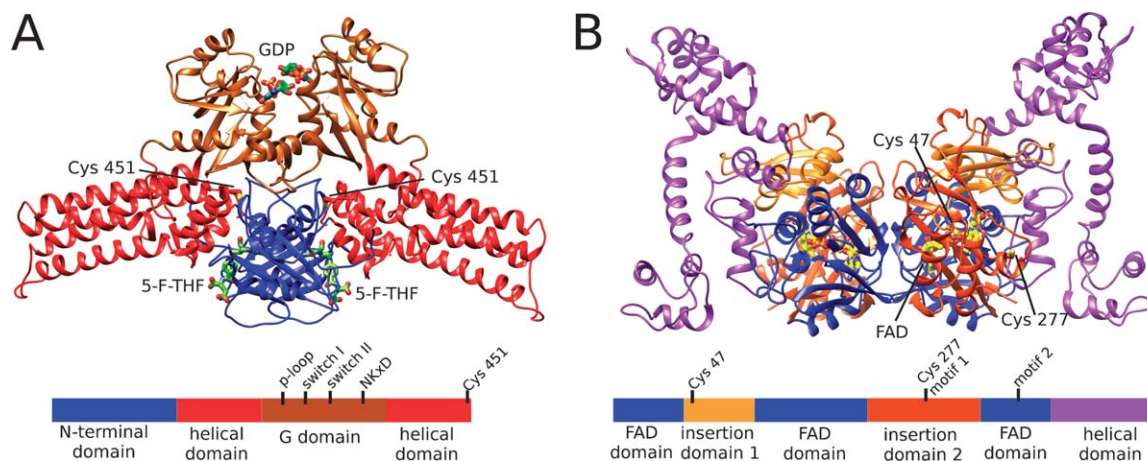 A
GDP
Cys 451
Cys 451
5-F-THF
5-F-THF
p-loop
switch I
switch II
NKxD
Cys 451
N-terminal
domain
helical
domain
G domain
helical
domain
B
Cys 47
FAD
Cys 277
Cys 47
Cys 277
motif 1
motif 2
FAD
domain
insertion
domain 1
FAD
domain
insertion
domain 2
FAD
domain
helical
domain